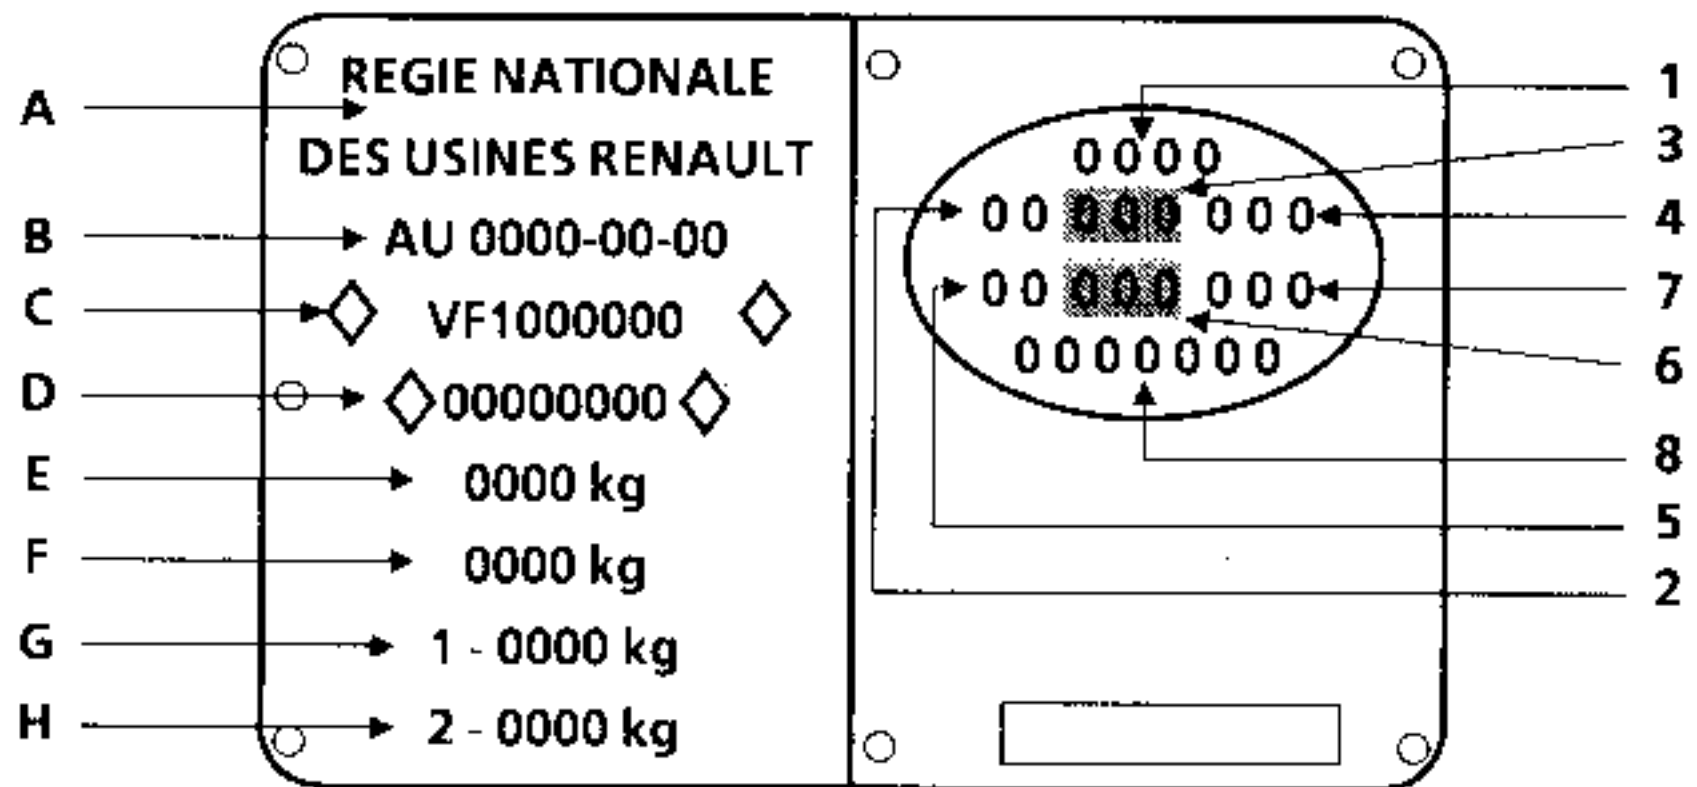 A
REGIE NATIONALE
DES USINES RENAULT
B
AU 0000-00-00
C
VF1000000
D
00000000
E
0000 kg
F
0000 kg
G
1 - 0000 kg
H
2 - 0000 kg
0000
00 000 000
00 000 000
0000000
1
3
4
7
6
8
5
2